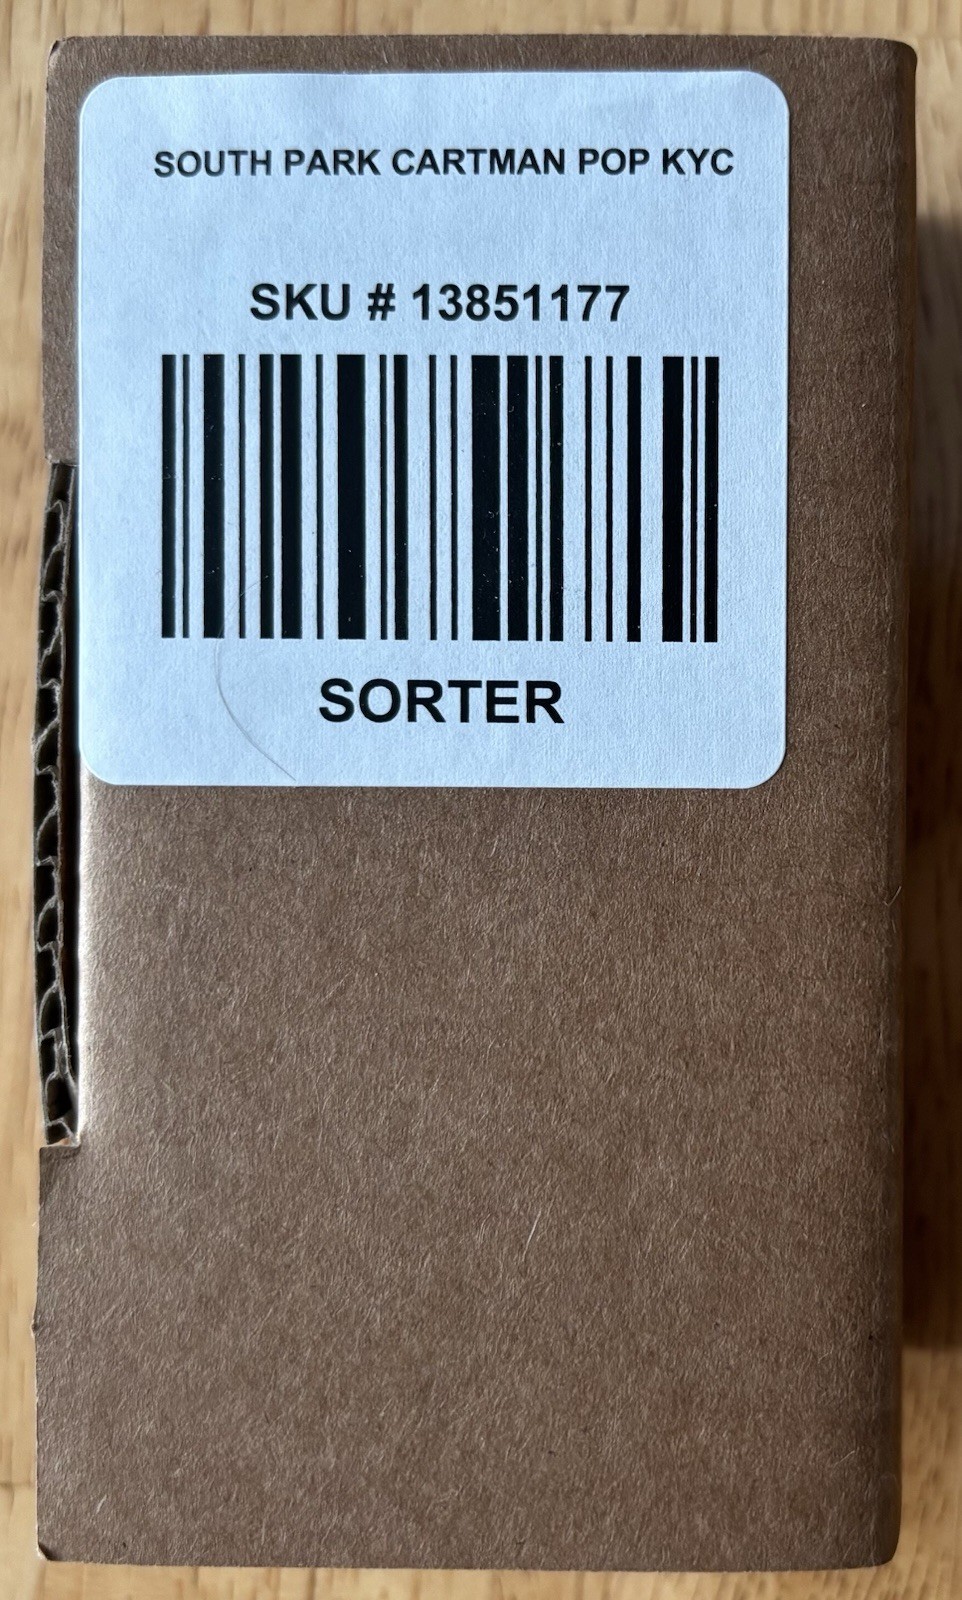 SOUTH PARK CARTMAN POP KYC
SKU # 13851177
SORTER